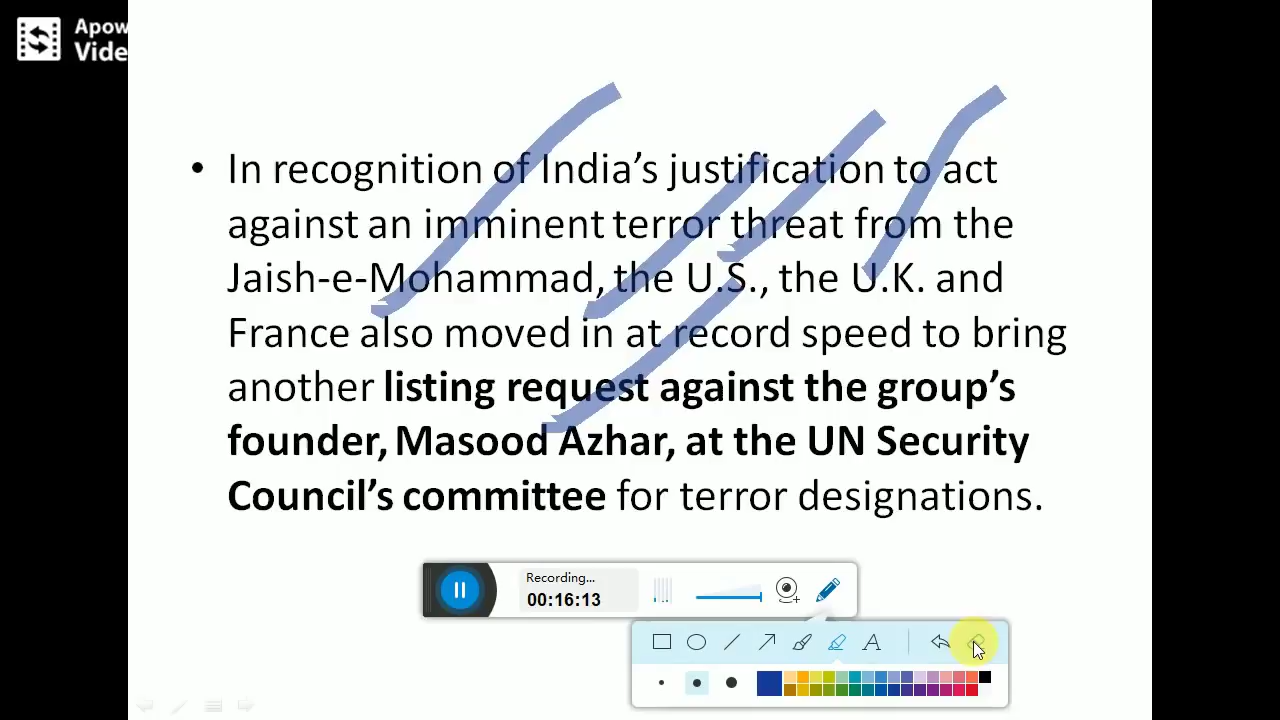 Apow
Vide
• In recognition of India’s justification to act
against an imminent terror threat from the
Jaish-e-Mohammad, the U.S., the U.K. and
France also moved in at record speed to bring
another listing request against the group’s
founder, Masood Azhar, at the UN Security
Council’s committee for terror designations.
Recording...
00:16:13
A